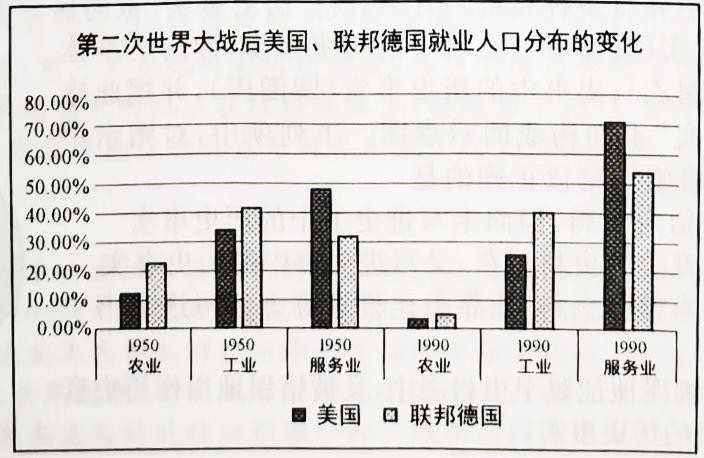 第二次世界大战后美国、联邦德国就业人口分布的变化
80.00%
70.00%
60.00%
50.00%
40.00%
30.00%
20.00%
10.00%
0.00%
1950 1950 1950 1990 1990 1990
农业 工业 服务业 农业 工业 服务业
美国 联邦德国